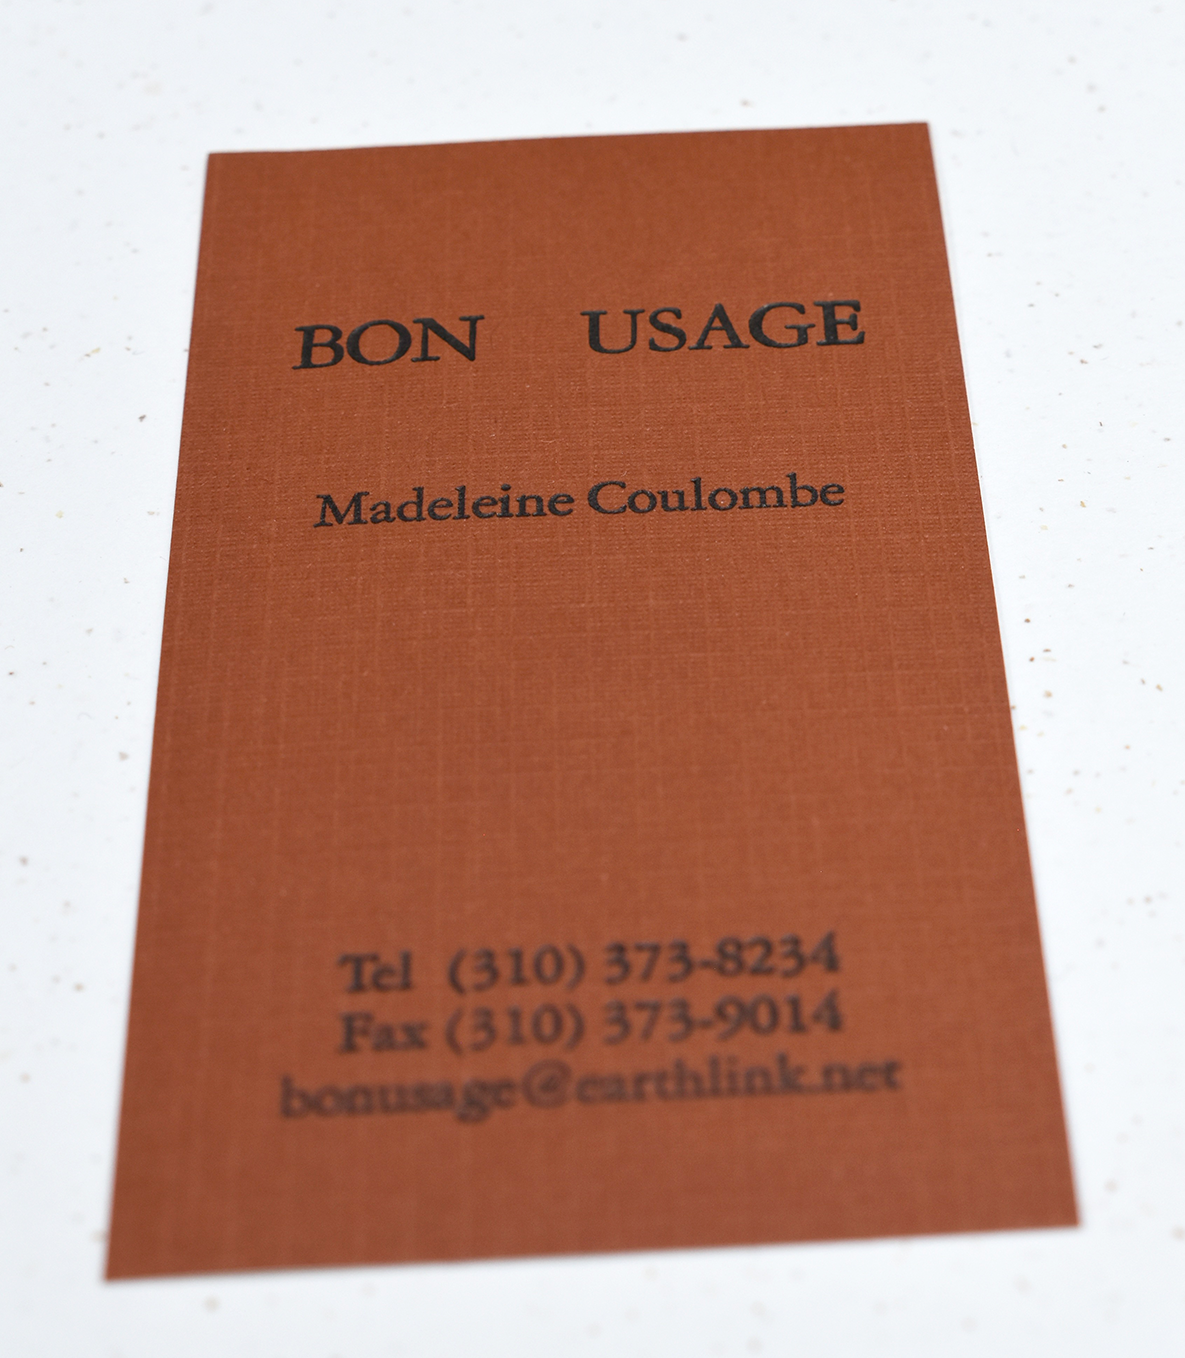 BON USAGE
Madeleine Coulombe
Tel (310) 373-8234
Fax (310) 373-9014
bonusage@earthlink.net